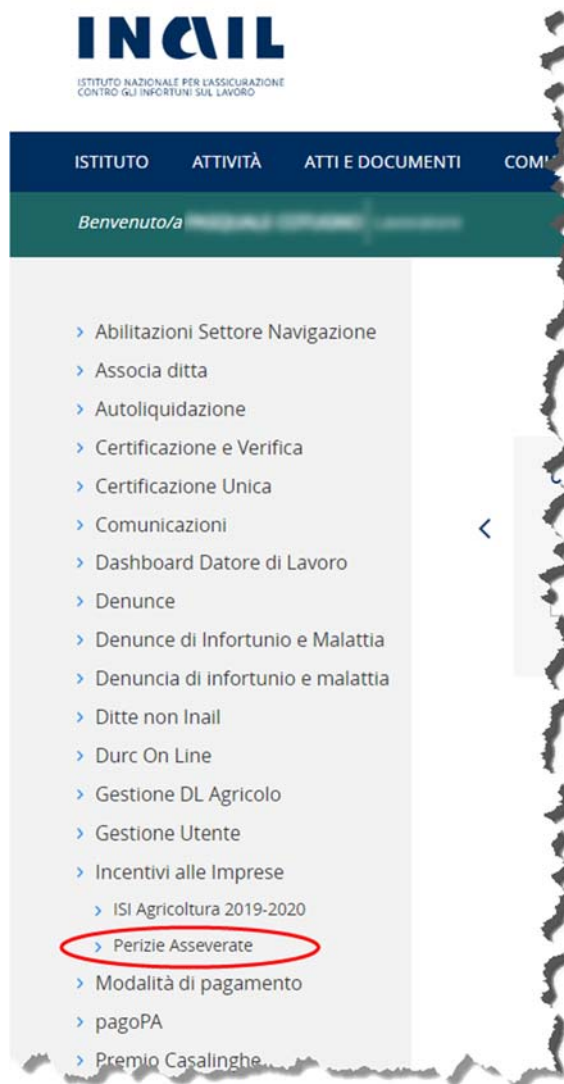 INAIL
ISTITUTO NAZIONALE PER L'ASSICURAZIONE
CONTRO GLI INFORTUNI SUL LAVORO
ISTITUTO ATTIVITÀ ATTI E DOCUMENTI
Benvenuto/a
Abilitazioni Settore Navigazione
Associa ditta
Autoliquidazione
Certificazione e Verifica
Certificazione Unica
Comunicazioni
Dashboard Datore di Lavoro
Denunce
Denunce di Infortunio e Malattia
Denuncia di infortunio e malattia
Ditte non Inail
Durc On Line
Gestione DL Agricolo
Gestione Utente
Incentivi alle Imprese
ISI Agricoltura 2019-2020
Perizie Asseverate
Modalità di pagamento
pagoPA
Premio Casalinghe